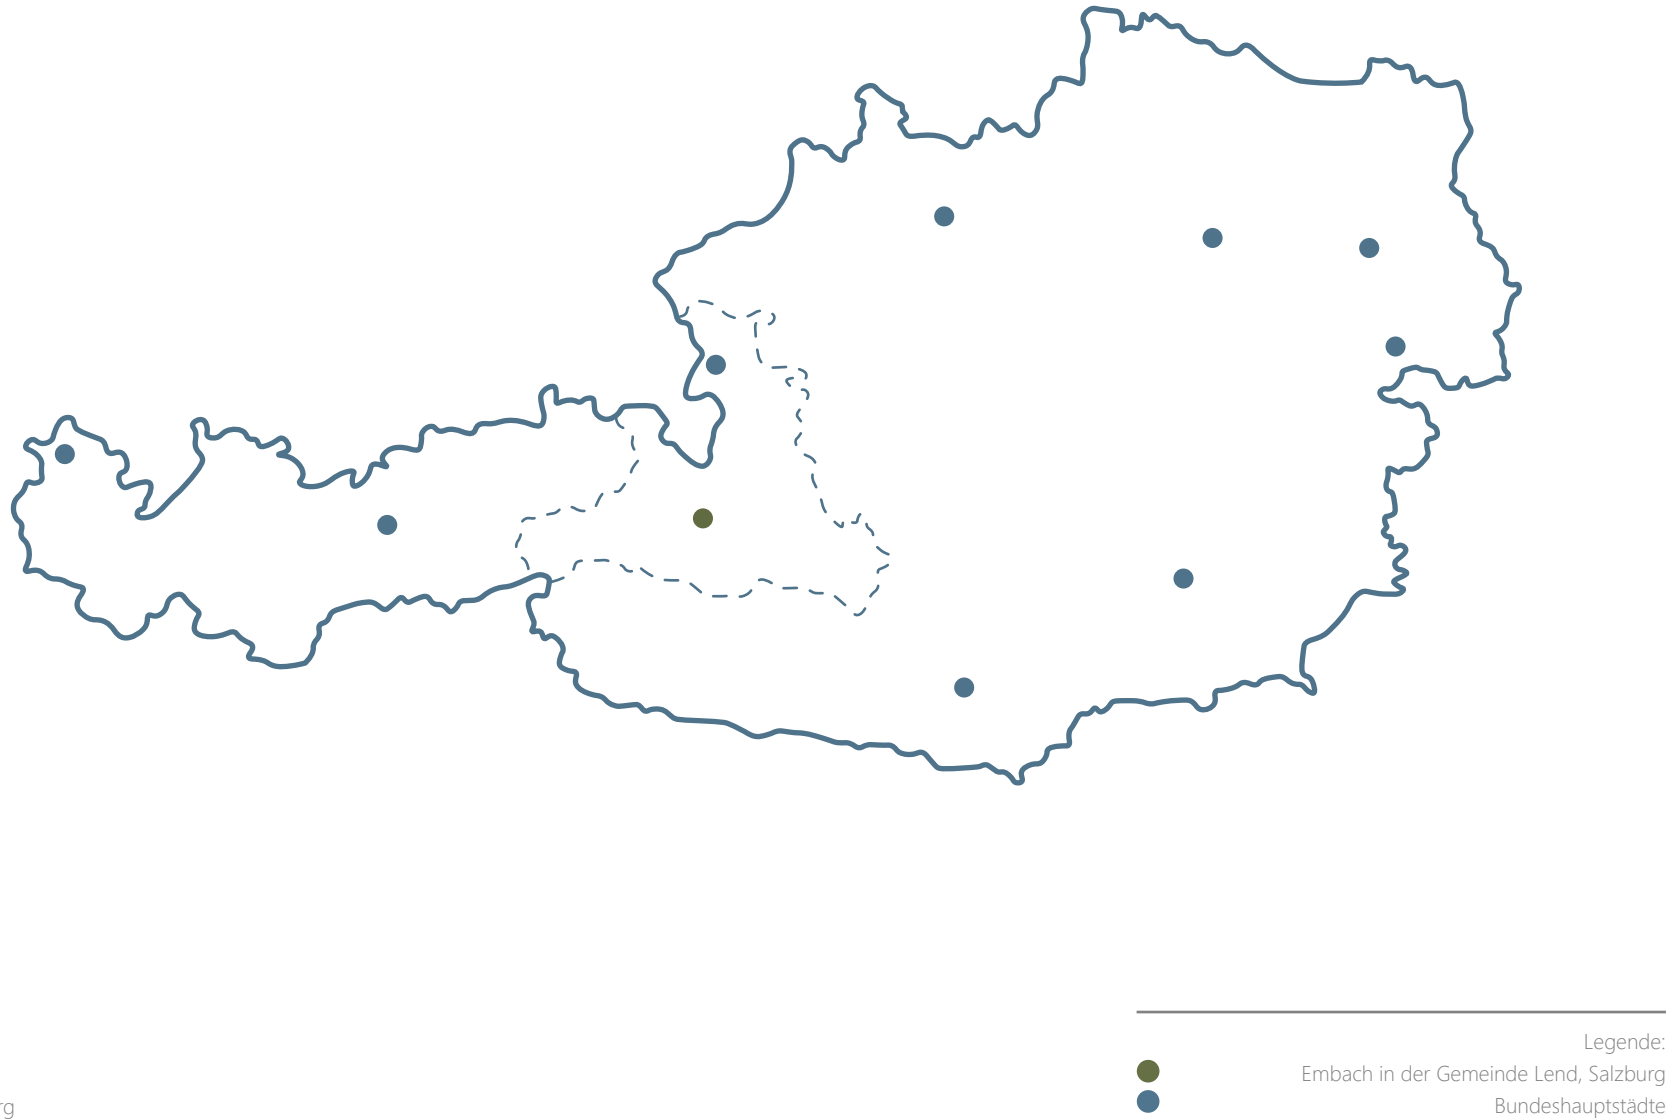 Legende:
Embach in der Gemeinde Lend, Salzburg
Bundeshauptstädte